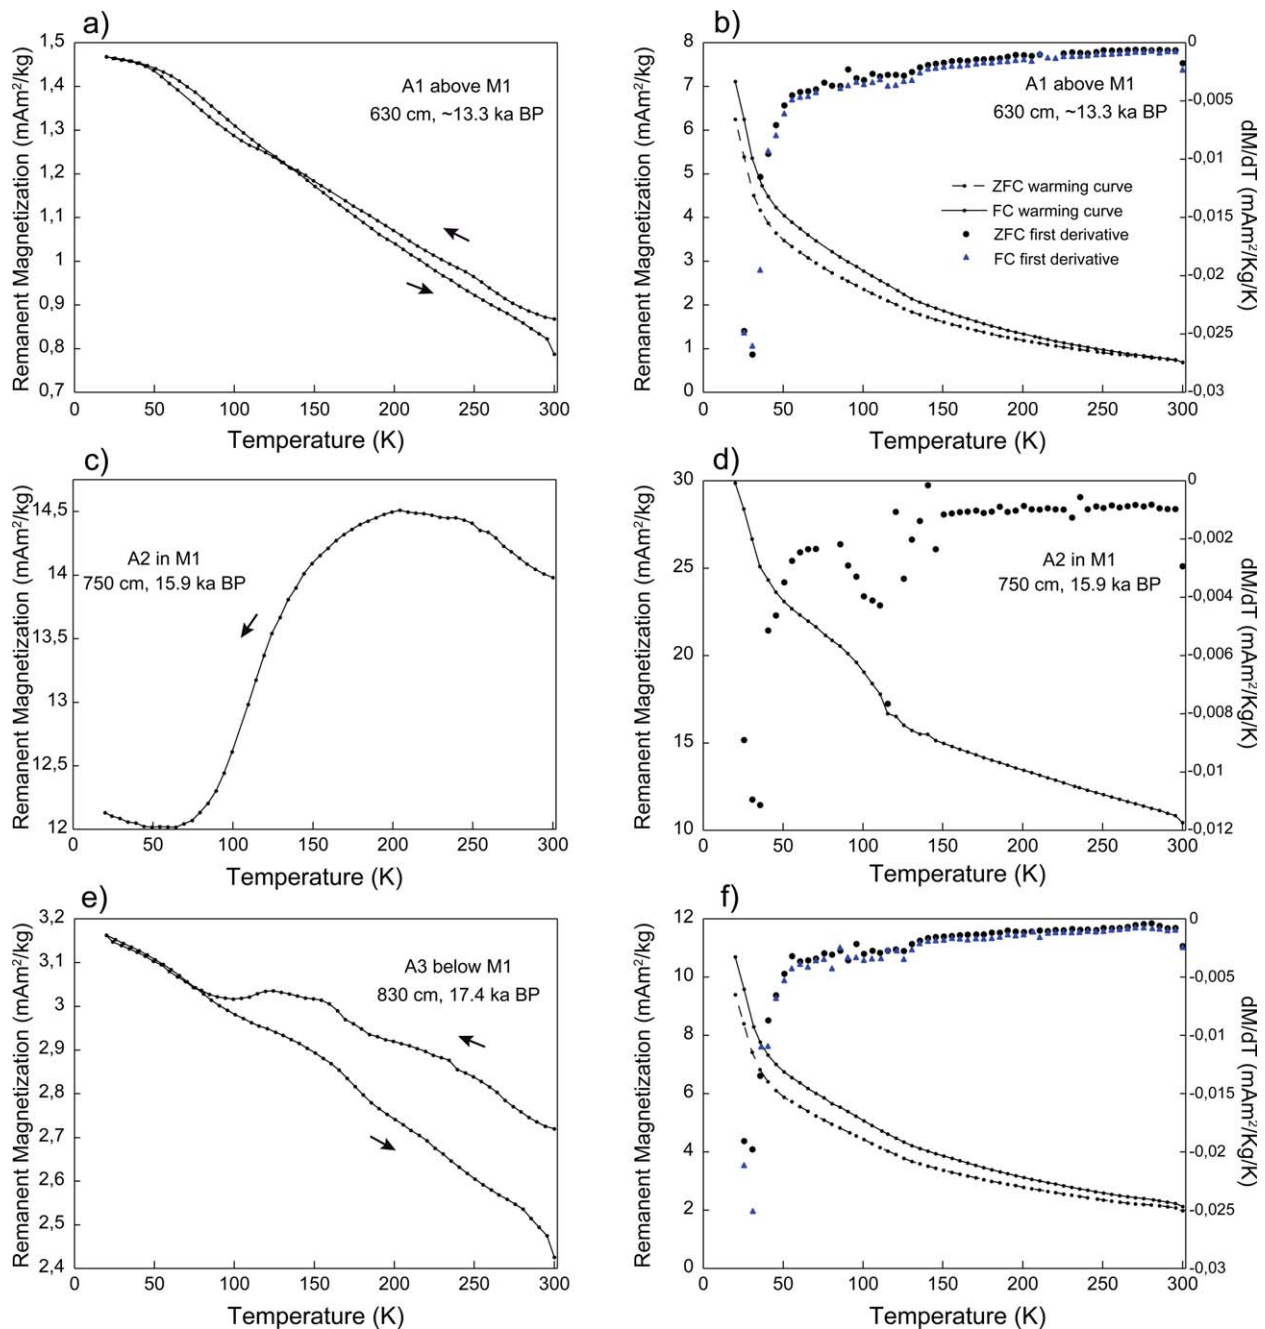 a)
Remanent Magnetization (mAm²/kg)
1,5
1,4
1,3
1,2
1,1
1
0,9
0,8
0,7
A1 above M1
630 cm, ~13.3 ka BP
0 50 100 150 200 250 300
Temperature (K)
b)
Remanent Magnetization (mAm²/kg)
8
7
6
5
4
3
2
1
0
A1 above M1
630 cm, ~13.3 ka BP
ZFC warming curve
FC warming curve
ZFC first derivative
FC first derivative
0
-0,005
-0,01
-0,015
-0,02
-0,025
-0,03
dM/dT (mAm²/Kg/K)
0 50 100 150 200 250 300
Temperature (K)
c)
Remanent Magnetization (mAm²/kg)
14,5
14
13,5
13
12,5
12
A2 in M1
750 cm, 15.9 ka BP
0 50 100 150 200 250 300
Temperature (K)
d)
Remanent Magnetization (mAm²/kg)
30
25
20
15
10
A2 in M1
750 cm, 15.9 ka BP
0
-0,002
-0,004
-0,006
-0,008
-0,01
-0,012
dM/dT (mAm²/Kg/K)
0 50 100 150 200 250 300
Temperature (K)
e)
Remanent Magnetization (mAm²/kg)
3,2
3,1
3
2,9
2,8
2,7
2,6
2,5
2,4
A3 below M1
830 cm, 17.4 ka BP
0 50 100 150 200 250 300
Temperature (K)
f)
Remanent Magnetization (mAm²/kg)
12
10
8
6
4
2
0
0
-0,005
-0,01
-0,015
-0,02
-0,025
-0,03
dM/dT (mAm²/Kg/K)
0 50 100 150 200 250 300
Temperature (K)